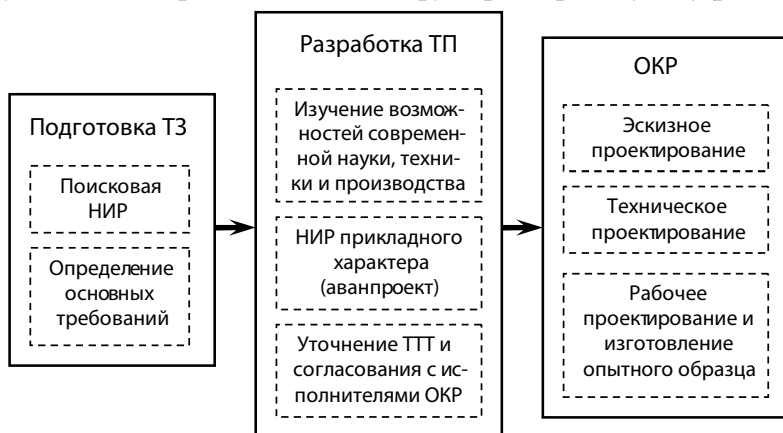 Подготовка ТЗ
Поисковая
НИР
Определение
основных
требований
Разработка ТП
Изучение возмож-
ностей современ-
ной науки, техни-
ки и производства
НИР прикладного
характера
(аванпроект)
Уточнение ТТТ и
согласования с ис-
полнителями ОКР
ОКР
Эскизное
проектирование
Техническое
проектирование
Рабочее
проектирование и
изготовление
опытного образца